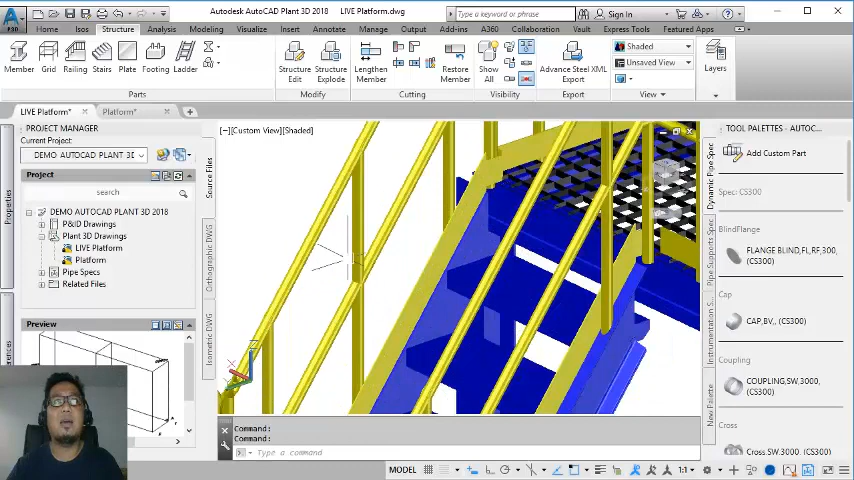 Autodesk AutoCAD Plant 3D 2018 LIVE Platform.dwg
Type a keyword or phrase
Sign In
P3D
Home Isos Structure Analysis Modeling Visualize Insert Annotate Manage Output Add-ins A360 Collaboration Vault Express Tools Featured Apps
Shaded
Unsaved View
Member Grid Railing Stairs Plate Footing Ladder
Structure Edit
Structure Explode
Lengthen Member
Restore Member
Show All
Advance Steel XML Export
Layers
Parts Modify Cutting Visibility Export View
LIVE Platform* Platform*
PROJECT MANAGER
Current Project:
DEMO AUTOCAD PLANT 3D
Project
search
DEMO AUTOCAD PLANT 3D 2018
P&ID Drawings
Plant 3D Drawings
LIVE Platform
Platform
Pipe Specs
Related Files
Preview
Properties
Source Files
Orthographic DWG
Isometric DWG
[−][Custom View][Shaded]
TOOL PALETTES - AUTOC...
Dynamic Pipe Spec
Pipe Supports Spec
Instrumentation S...
New Palette
Add Custom Part
Spec: CS300
BlindFlange
FLANGE BLIND,FL,RF,300, (CS300)
Cap
CAP,BV,, (CS300)
Coupling
COUPLING,SW,3000, (CS300)
Cross
Cross,SW,3000, (CS300)
Command:
Command:
Type a command
MODEL
1:1